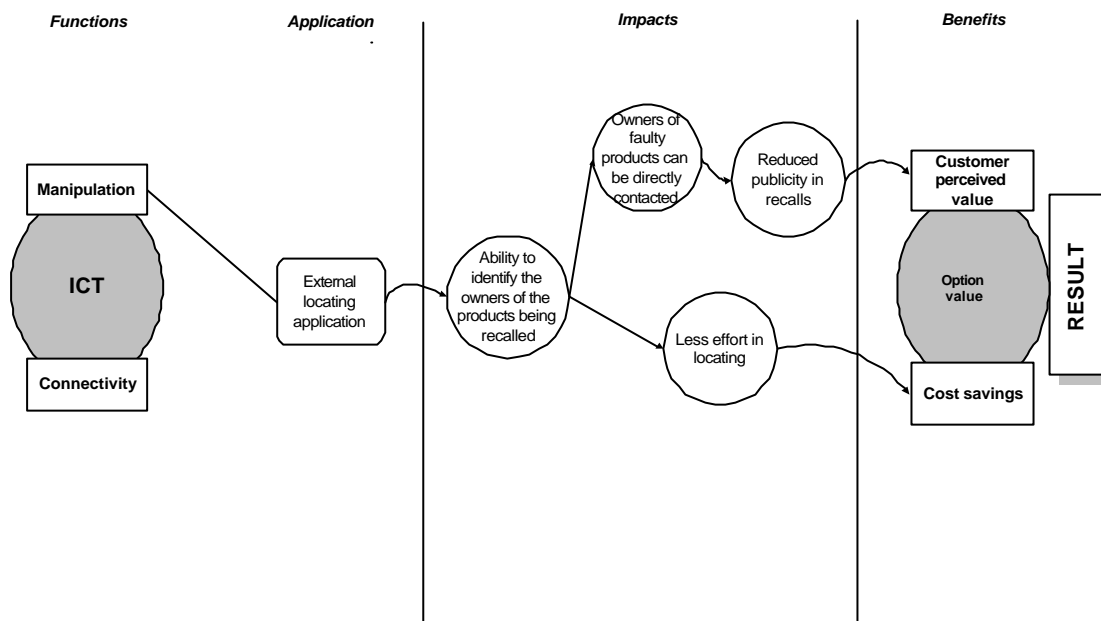 Functions
Application
.
Impacts
Benefits
Manipulation
ICT
Connectivity
External
locating
application
Ability to
identify the
owners of the
products being
recalled
Owners of
faulty
products can
be directly
contacted
Reduced
publicity in
recalls
Less effort in
locating
Customer
perceived
value
Option
value
Cost savings
RESULT